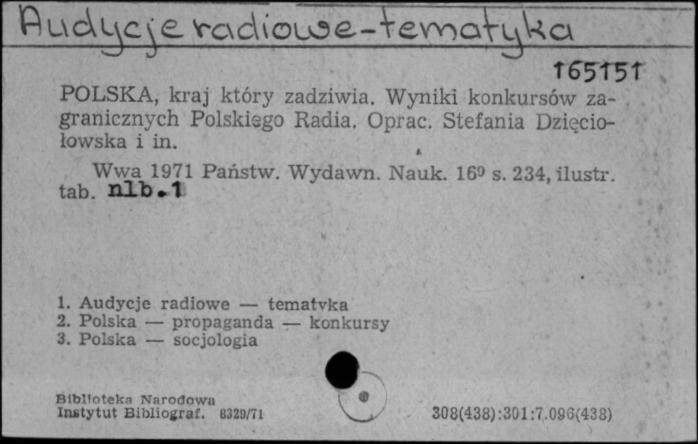 Audycje radiowe-tematyka
165151
POLSKA, kraj który zadziwia. Wyniki konkursów za-
granicznych Polskiego Radia. Oprac. Stefania Dzięcio-
łowska i in.
Wwa 1971 Państw. Wydawn. Nauk. 16⁰ s. 234, ilustr.
tab. nlb.1
1. Audycje radiowe — tematyka
2. Polska — propaganda — konkursy
3. Polska — socjologia
Biblioteka Narodowa
Instytut Bibliograf. 8329/71
308(438):301:7.096(438)